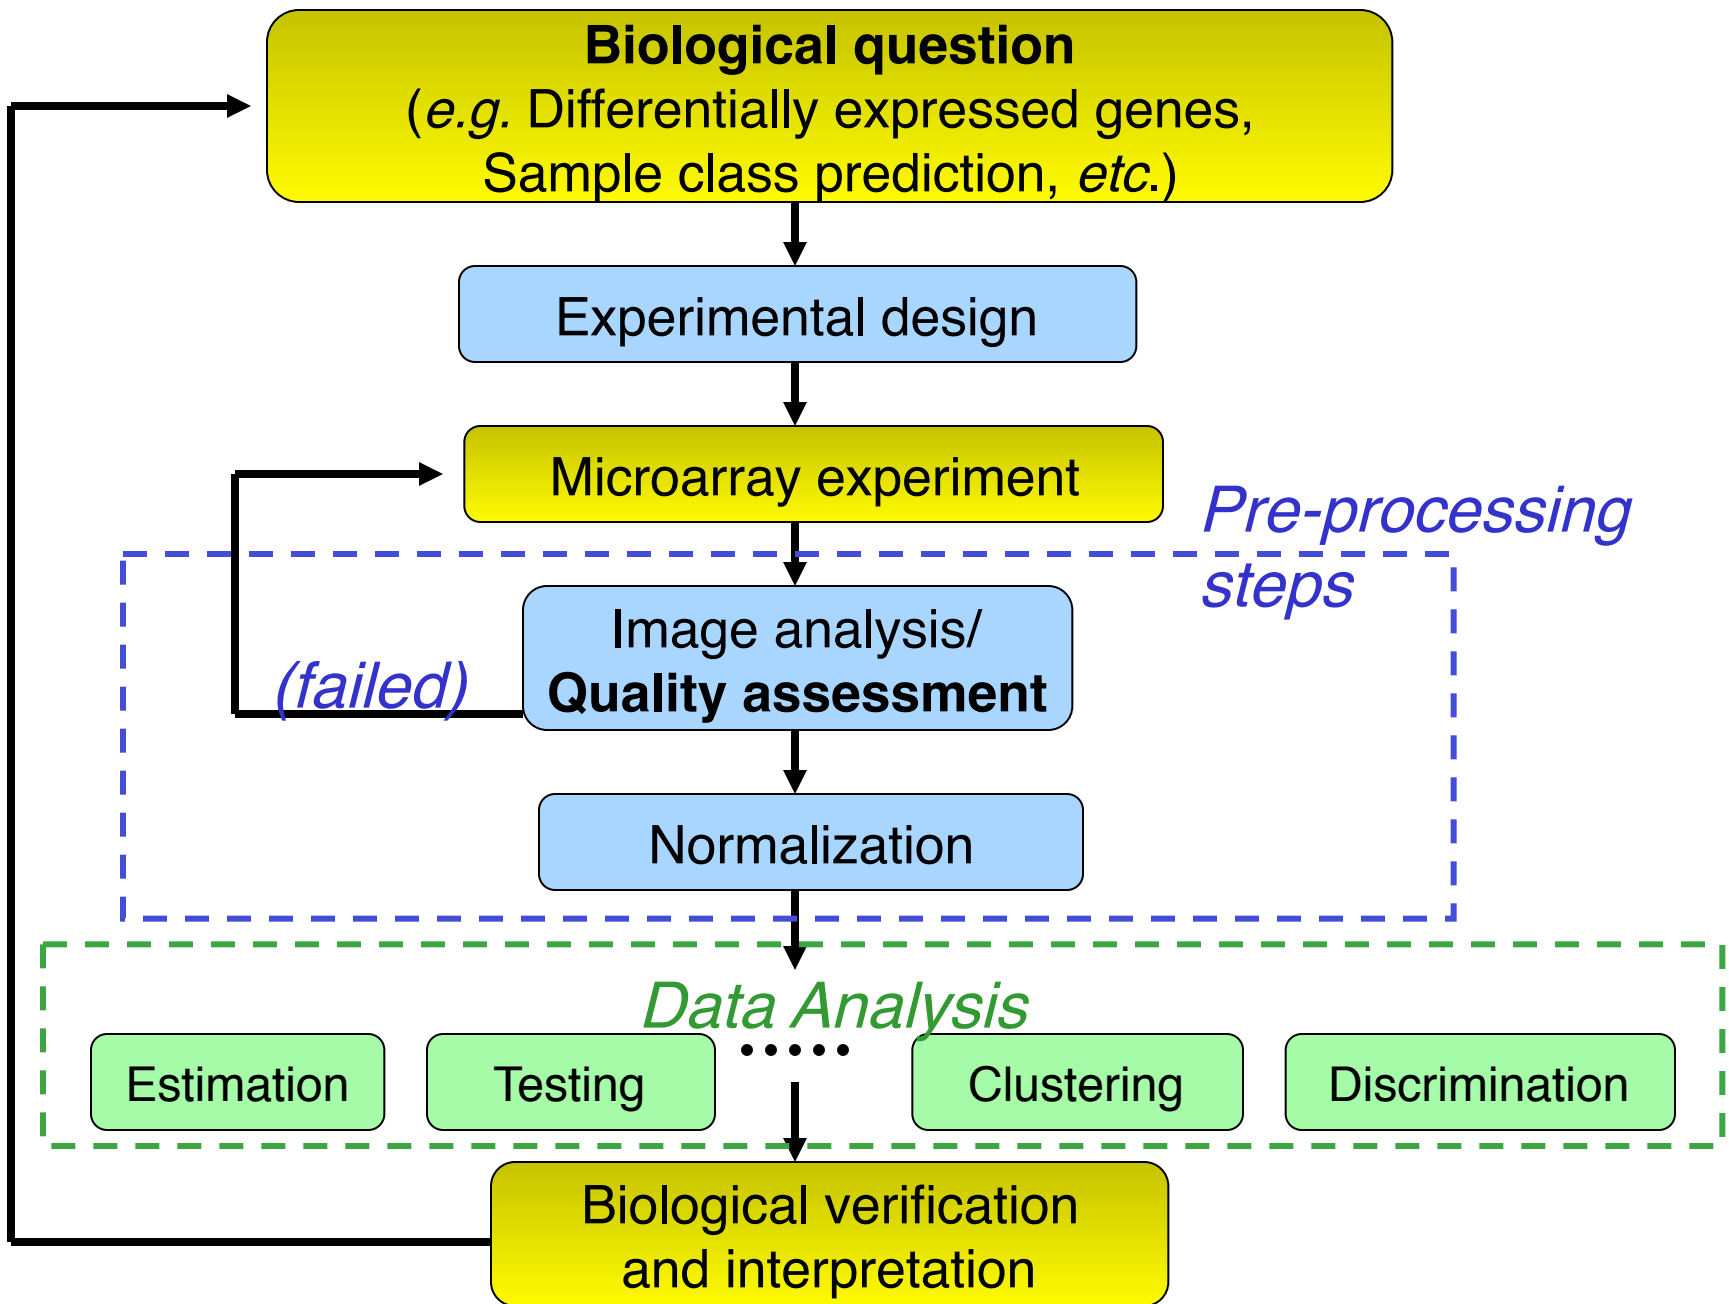 Biological question
(e.g. Differentially expressed genes,
Sample class prediction, etc.)
Experimental design
Microarray experiment
Pre-processing
steps
Image analysis/
Quality assessment
(failed)
Normalization
Data Analysis
Estimation
Testing
.....
Clustering
Discrimination
Biological verification
and interpretation